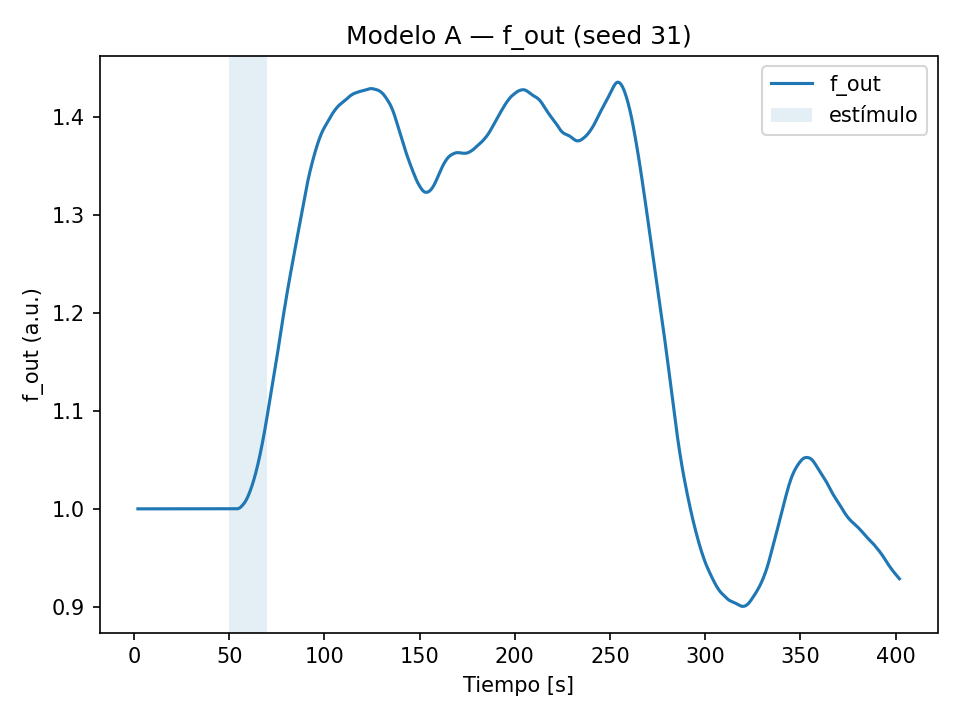 Modelo A — f_out (seed 31)
f_out
estímulo
f_out (a.u.)
1.4
1.3
1.2
1.1
1.0
0.9
0 50 100 150 200 250 300 350 400
Tiempo [s]